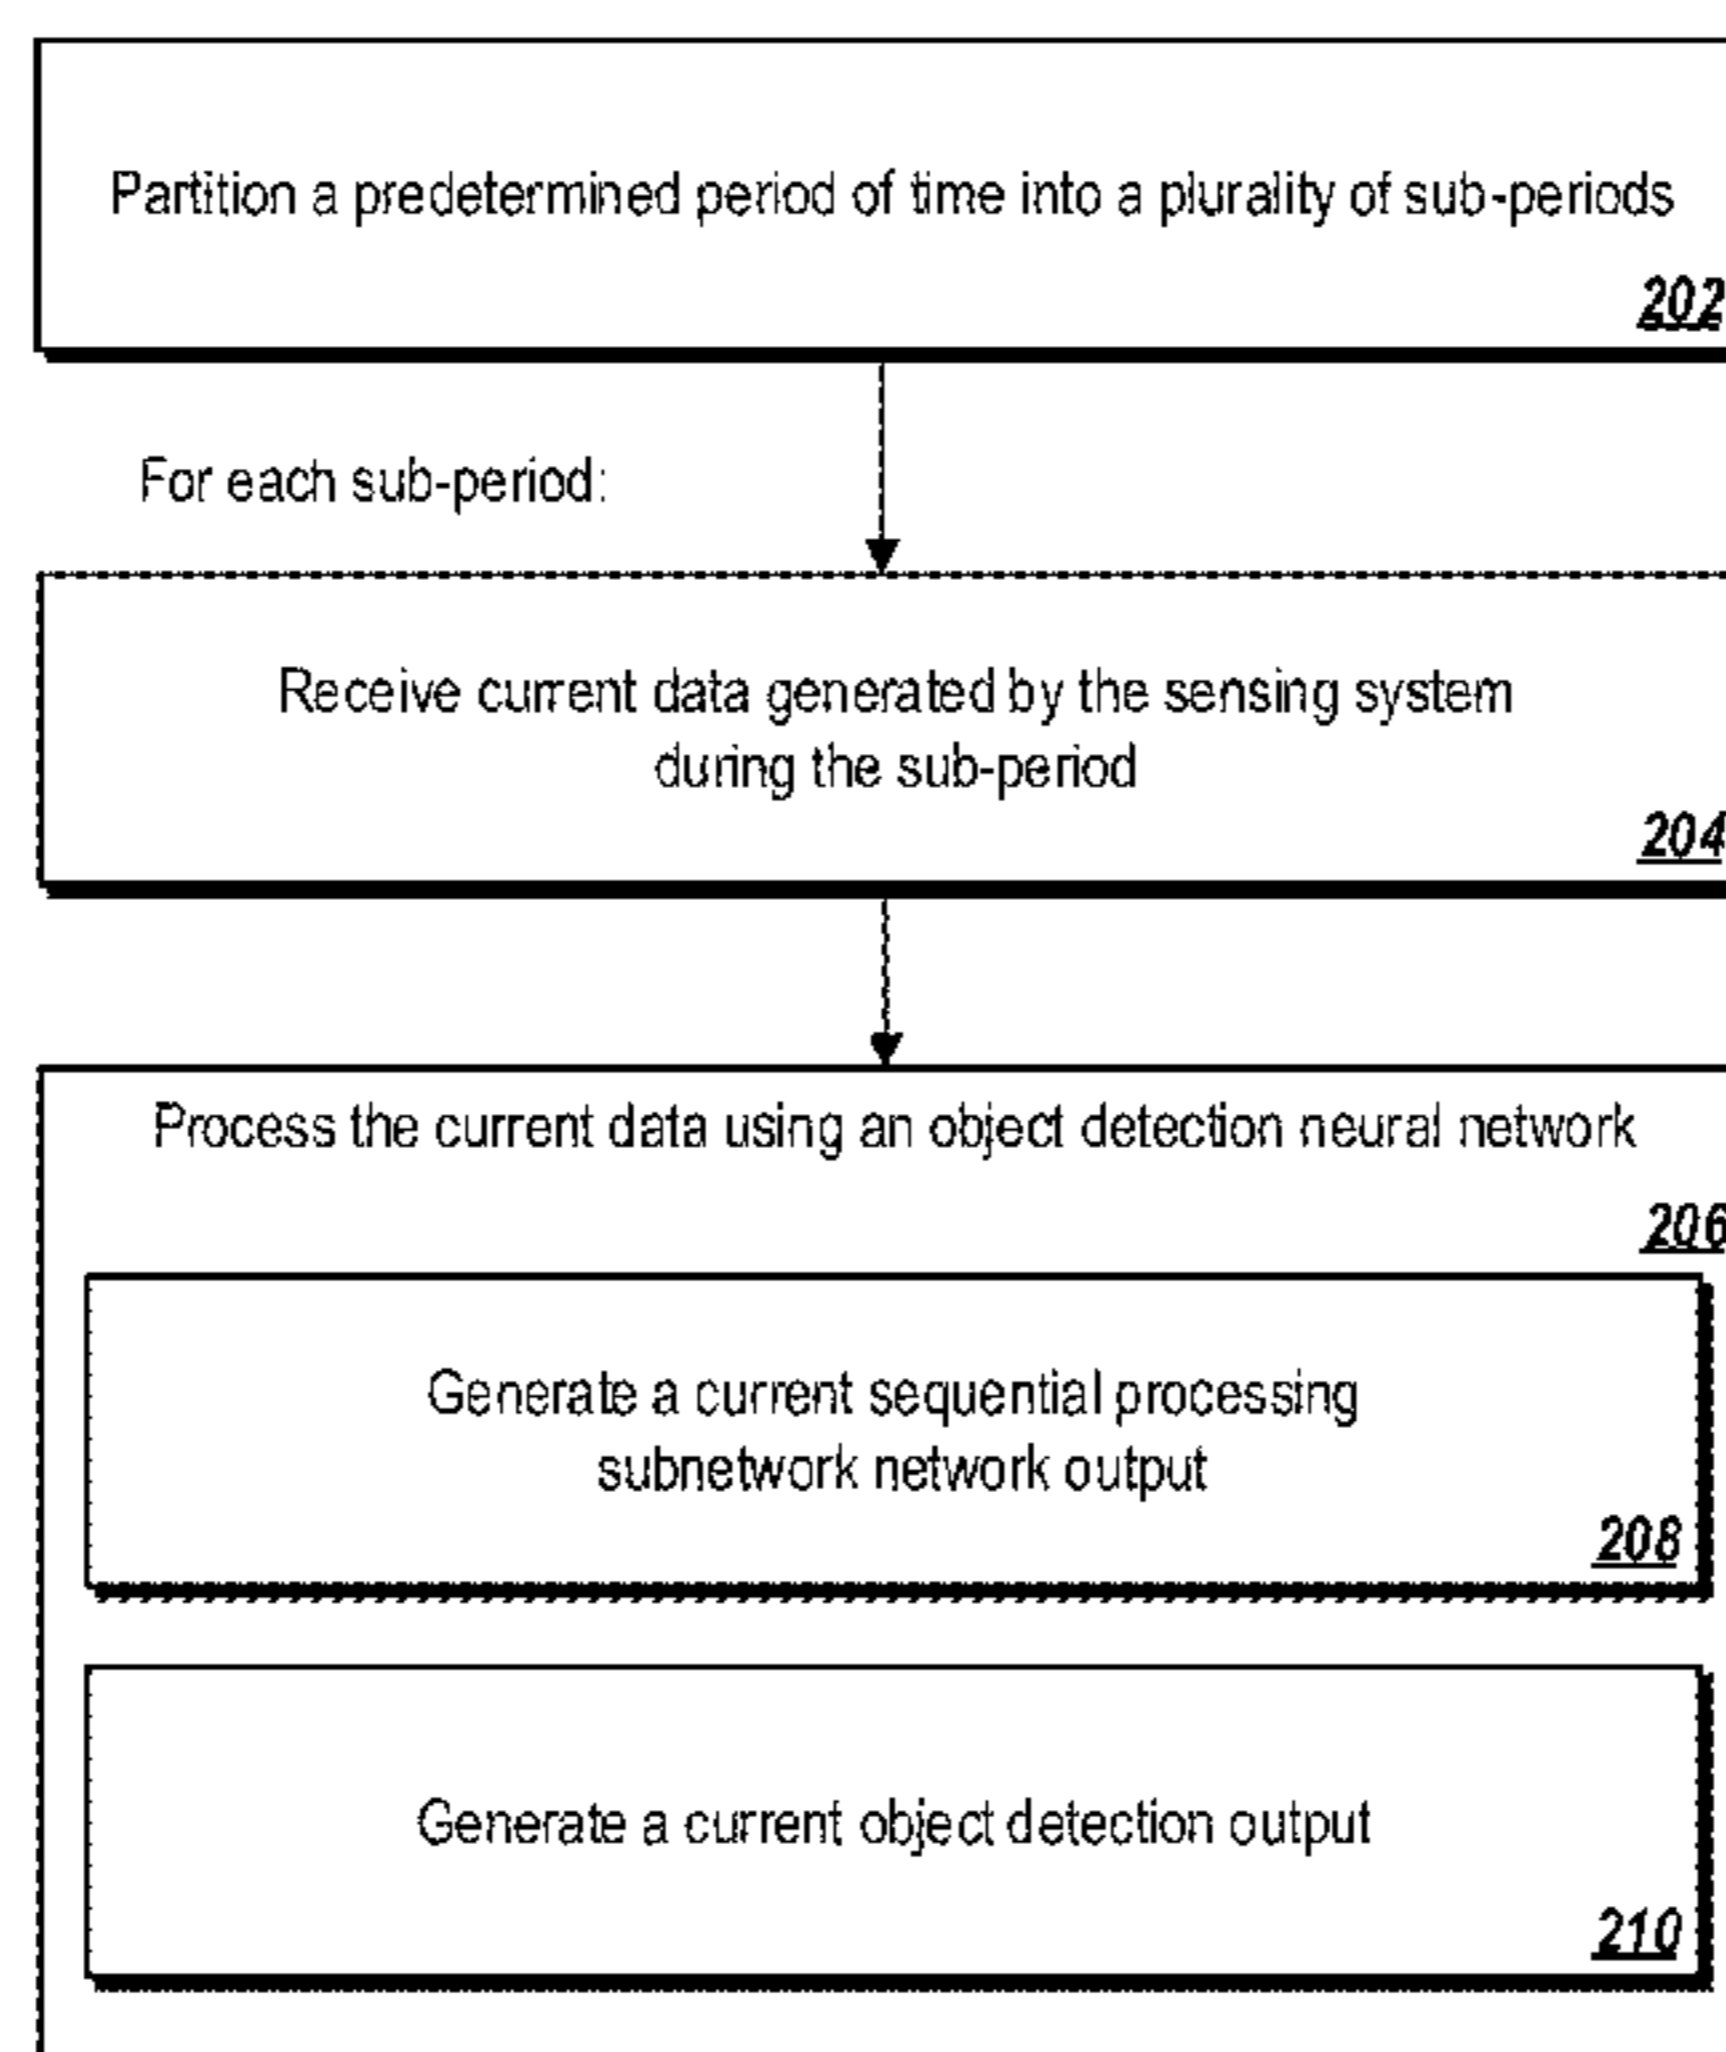 Partition a predetermined period of time into a plurality of sub-periods
202
For each sub-period:
Receive current data generated by the sensing system
during the sub-period
204
Process the current data using an object detection neural network
206
Generate a current sequential processing
subnetwork network output
208
Generate a current object detection output
210